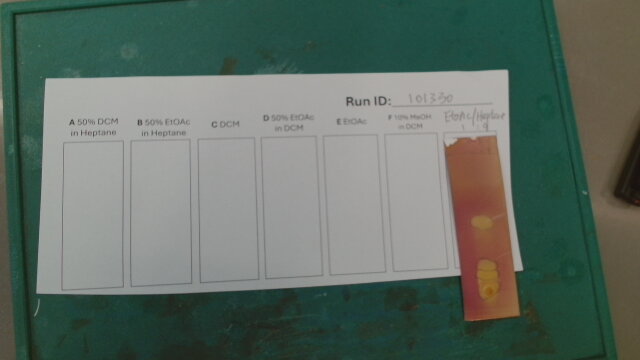 Run ID: 101330
A 50% DCM in Heptane
B 50% EtOAc in Heptane
C DCM
D 50% EtOAc in DCM
E EtOAc
F 10% MeOH in DCM
EtOAc/Heptane
1 : 9